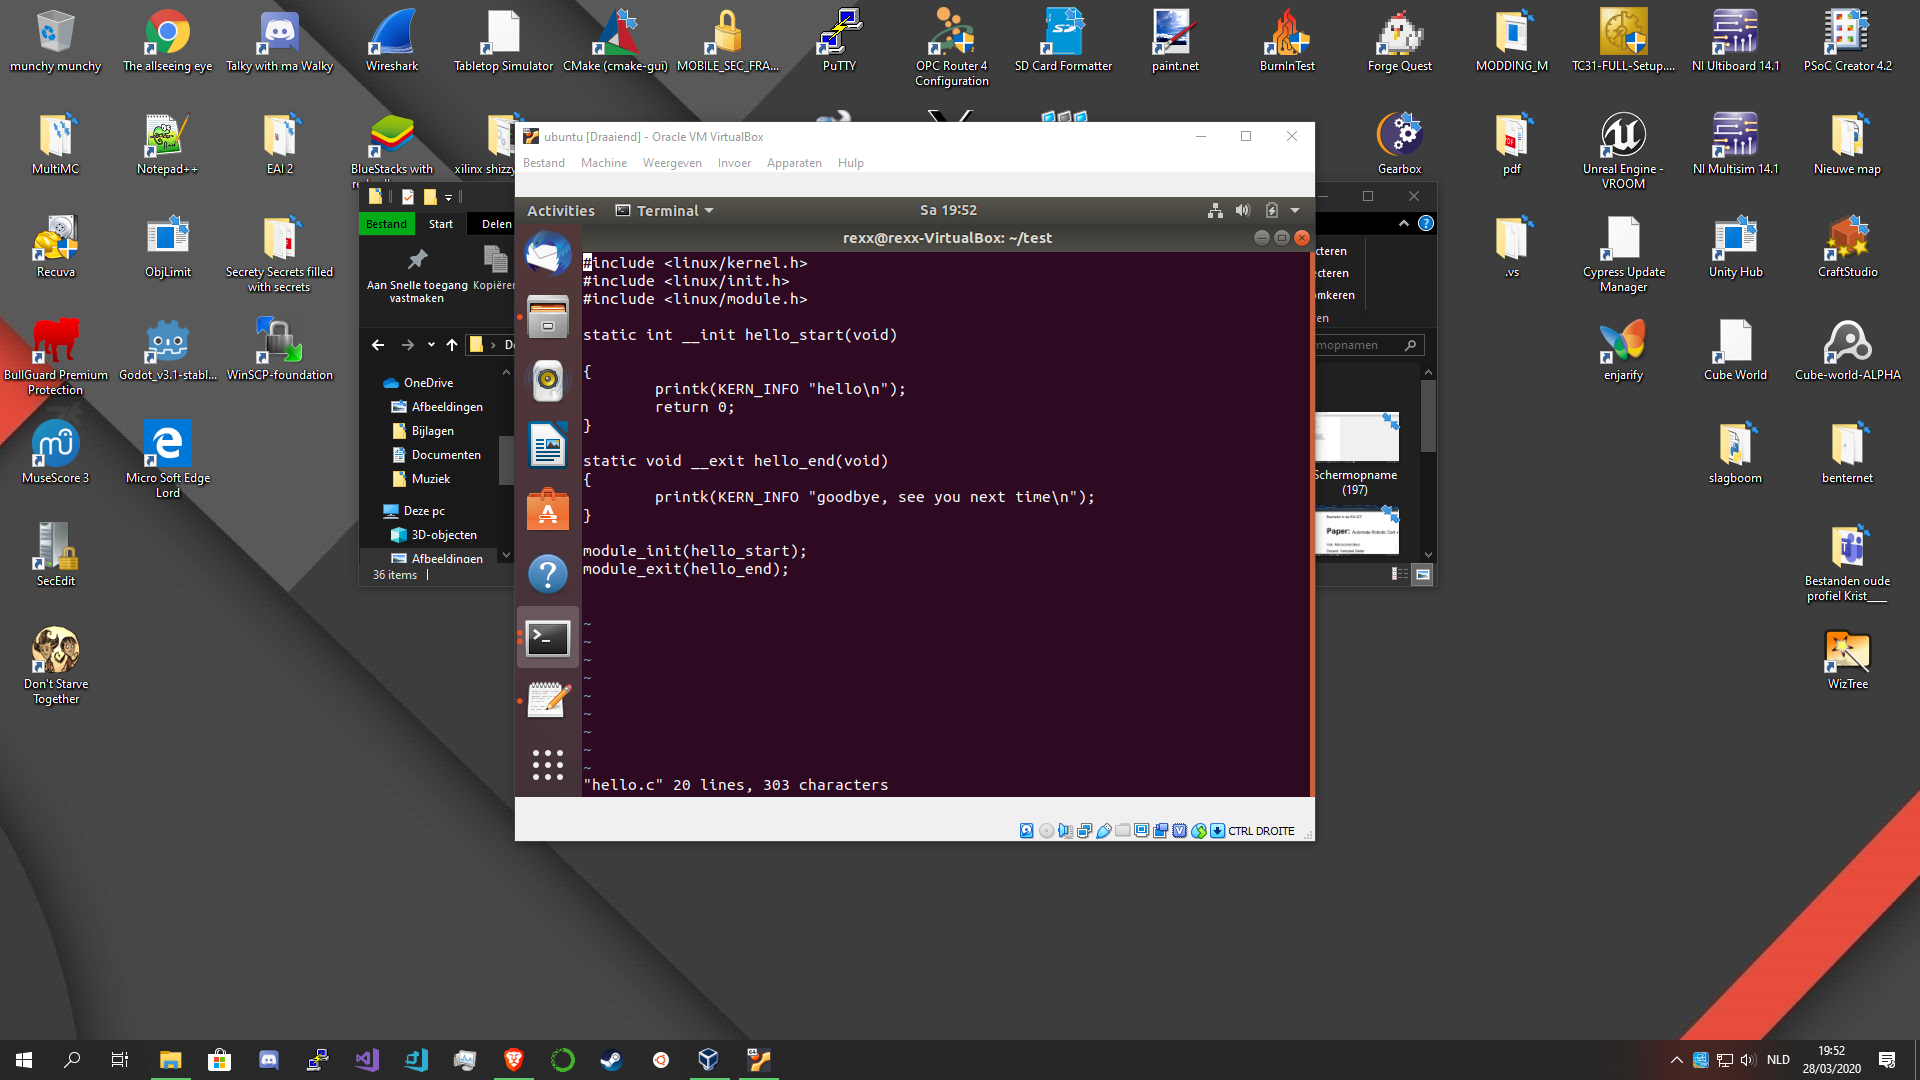 munchy munchy
The allseeing eye
Talky with ma Walky
Wireshark
Tabletop Simulator
CMake (cmake-gui)
MOBILE_SEC_FRA...
PuTTY
OPC Router 4
Configuration
SD Card Formatter
paint.net
BurnInTest
Forge Quest
MODDING_M
TC31-FULL-Setup....
NI Ultiboard 14.1
PSoC Creator 4.2
MultiMC
Notepad++
EAI 2
BlueStacks with
xilinx shizzy
Gearbox
pdf
Unreal Engine -
VROOM
NI Multisim 14.1
Nieuwe map
Recuva
ObjLimit
Secrety Secrets filled
with secrets
.vs
Cypress Update
Manager
Unity Hub
CraftStudio
BullGuard Premium
Protection
Godot_v3.1-stabl...
WinSCP-foundation
enjarify
Cube World
Cube-world-ALPHA
MuseScore 3
Micro Soft Edge
Lord
slagboom
benternet
SecEdit
Bestanden oude
profiel Krist____
Don't Starve
Together
WizTree
ubuntu [Draaiend] - Oracle VM VirtualBox
Bestand Machine Weergeven Invoer Apparaten Hulp
Activities Terminal Sa 19:52
rexx@rexx-VirtualBox: ~/test
#include <linux/kernel.h>
#include <linux/init.h>
#include <linux/module.h>
static int __init hello_start(void)
{
printk(KERN_INFO "hello\n");
return 0;
}
static void __exit hello_end(void)
{
printk(KERN_INFO "goodbye, see you next time\n");
}
module_init(hello_start);
module_exit(hello_end);
~
~
~
~
~
~
~
~
~
"hello.c" 20 lines, 303 characters
CTRL DROITE
Bestand Start Delen
Aan Snelle toegang
vastmaken
Kopiëren
OneDrive
Afbeeldingen
Bijlagen
Documenten
Muziek
Deze pc
3D-objecten
Afbeeldingen
36 items
cteren
ecteren
omkeren
en
mopnamen
Schermopname
(197)
Paper: Automate Robotic Cart
NLD
19:52
28/03/2020